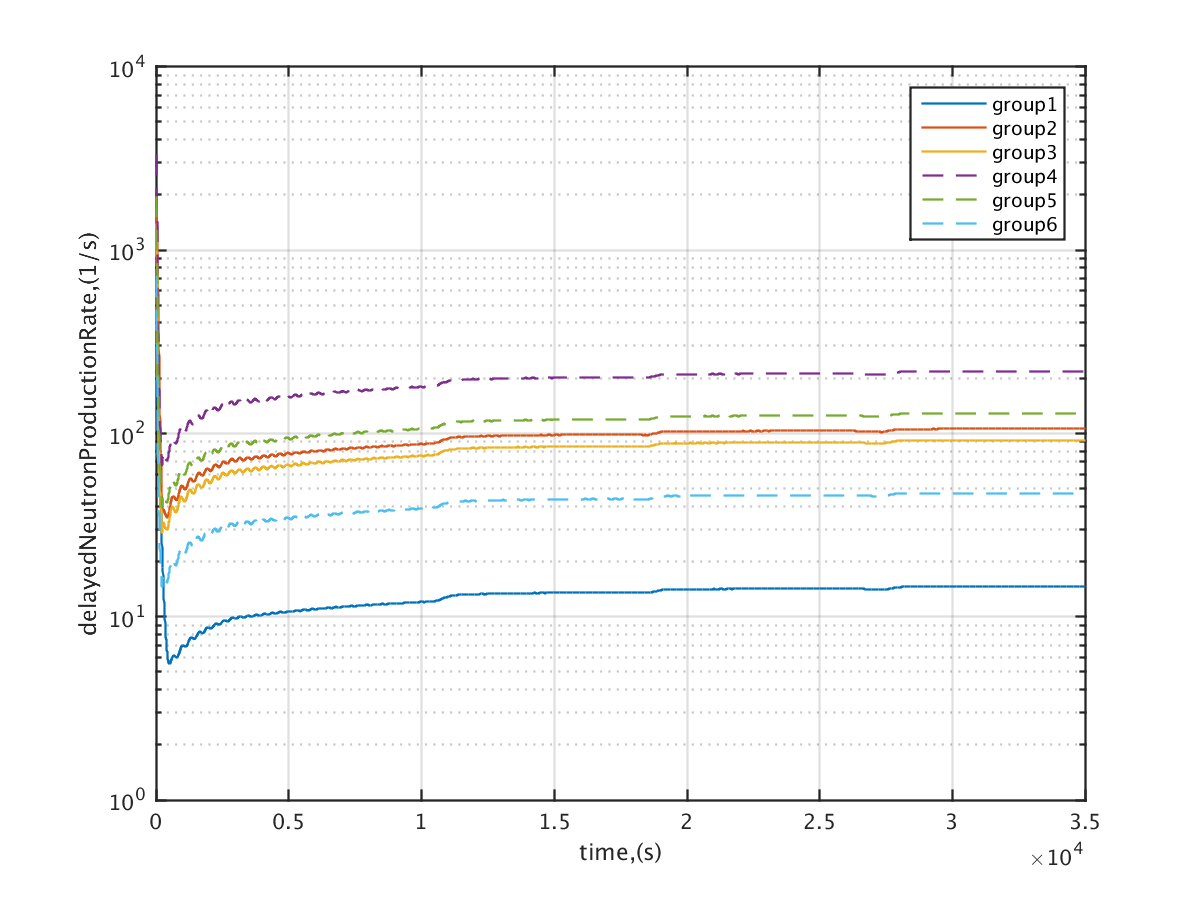 10^4
10^3
10^2
10^1
10^0
delayedNeutronProductionRate,(1/s)
group1
group2
group3
group4
group5
group6
0 0.5 1 1.5 2 2.5 3 3.5
time,(s)
×10^4